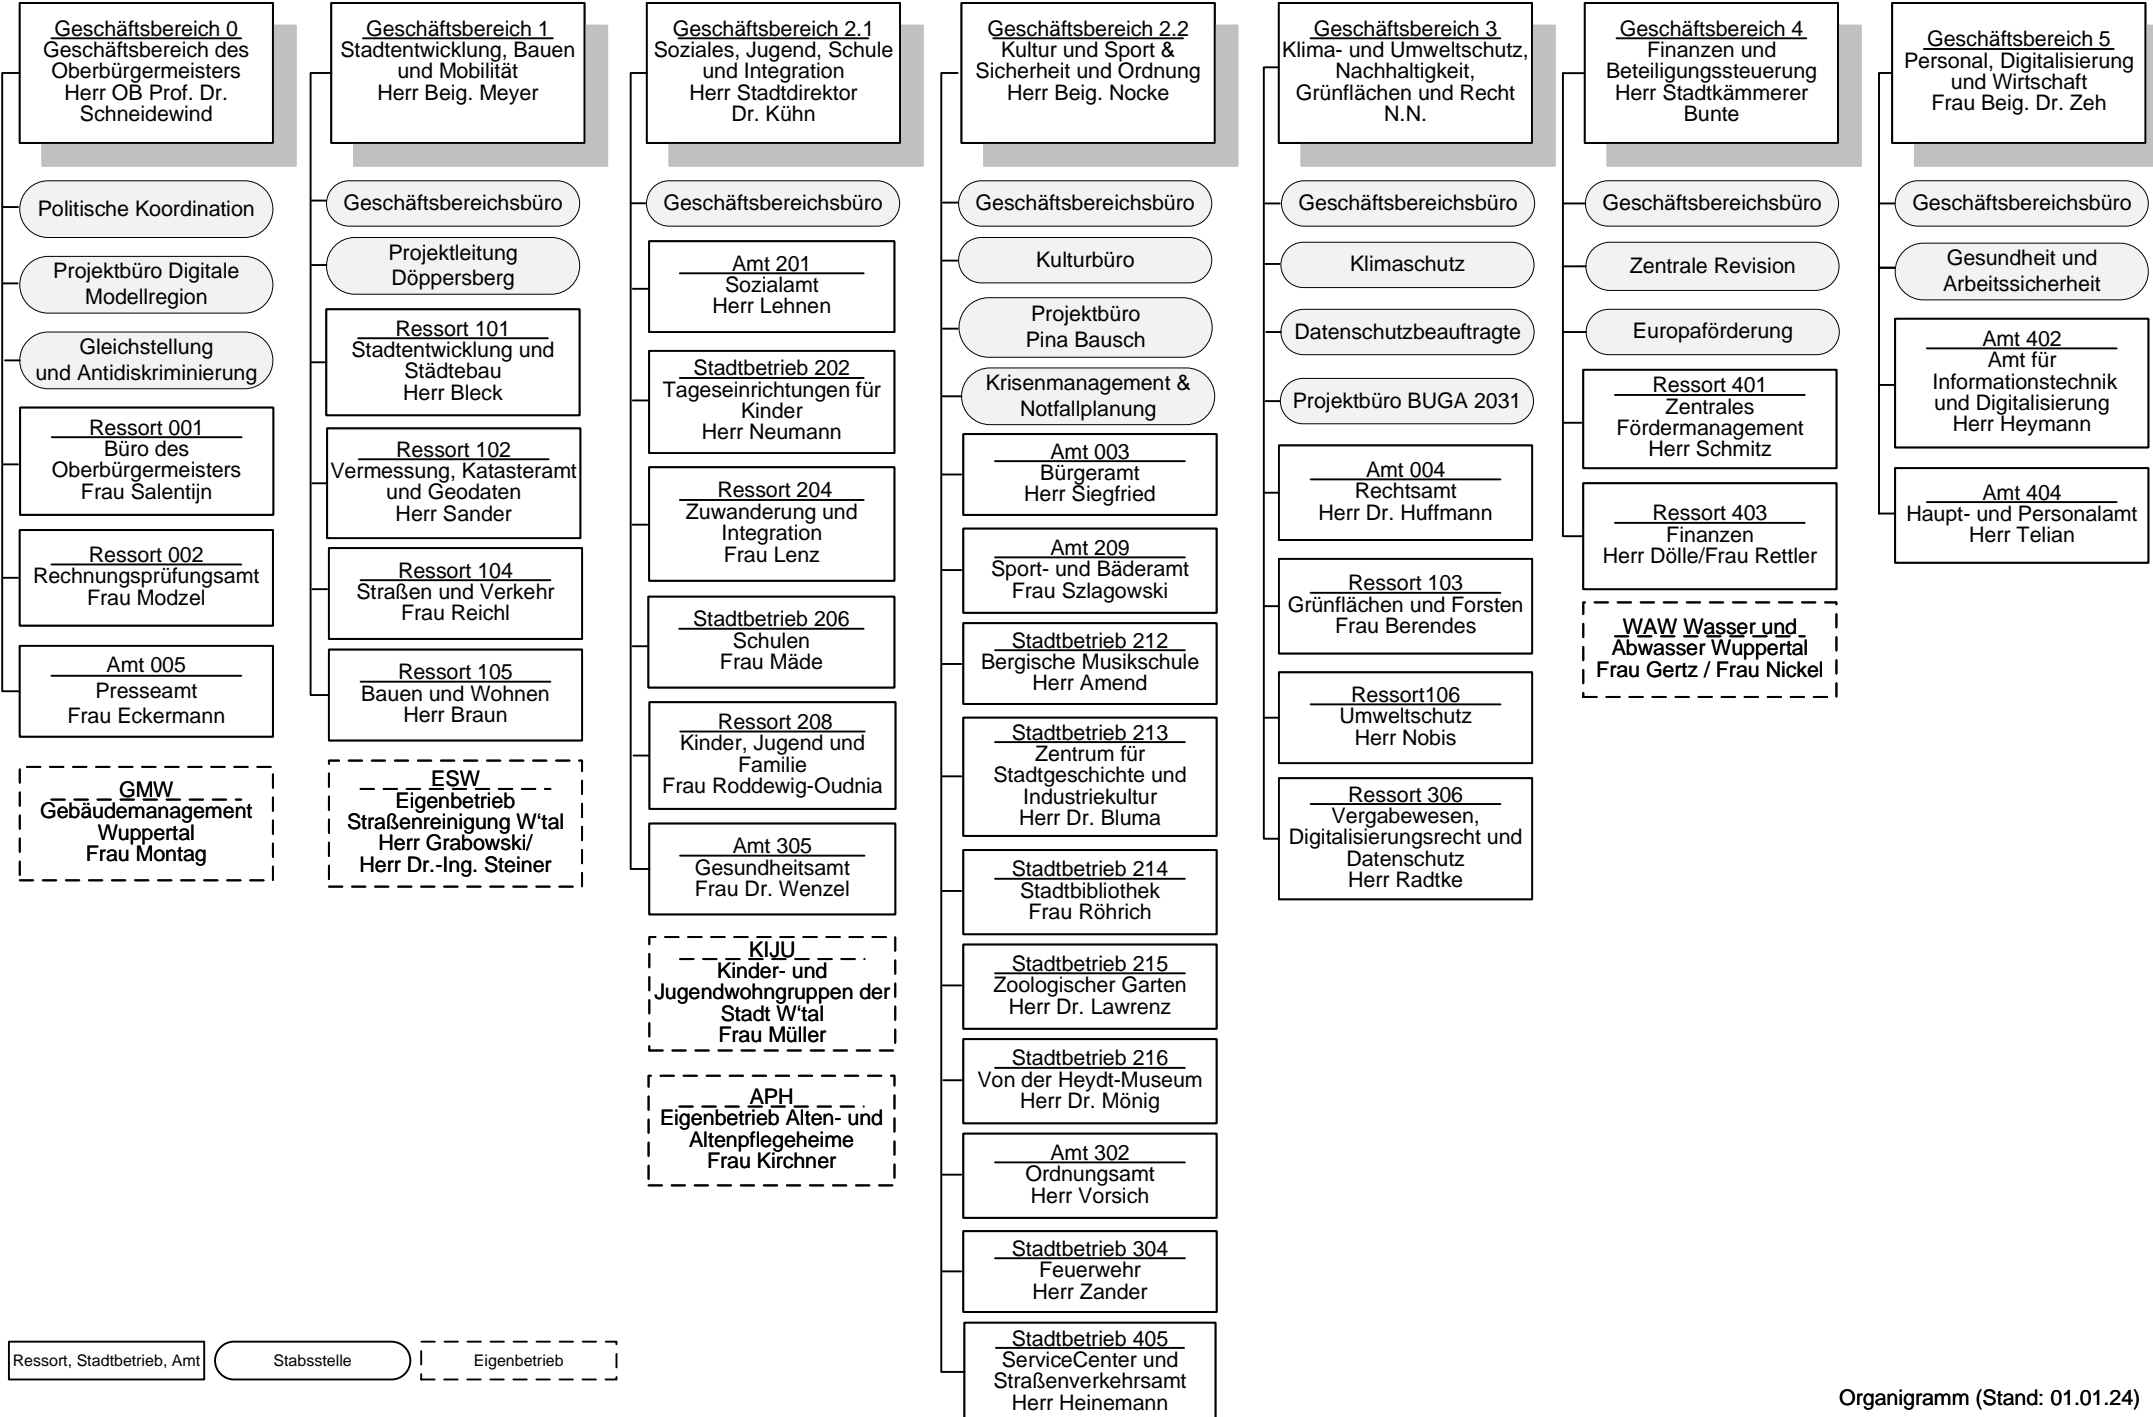 Geschäftsbereich 0
Geschäftsbereich des
Oberbürgermeisters
Herr OB Prof. Dr.
Schneidewind
Politische Koordination
Projektbüro Digitale
Modellregion
Gleichstellung
und Antidiskriminierung
Ressort 001
Büro des
Oberbürgermeisters
Frau Salentijn
Ressort 002
Rechnungsprüfungsamt
Frau Modzel
Amt 005
Presseamt
Frau Eckermann
GMW
Gebäudemanagement
Wuppertal
Frau Montag
Geschäftsbereich 1
Stadtentwicklung, Bauen
und Mobilität
Herr Beig. Meyer
Geschäftsbereichsbüro
Projektleitung
Döppersberg
Ressort 101
Stadtentwicklung und
Städtebau
Herr Bleck
Ressort 102
Vermessung, Katasteramt
und Geodaten
Herr Sander
Ressort 104
Straßen und Verkehr
Frau Reichl
Ressort 105
Bauen und Wohnen
Herr Braun
ESW
Eigenbetrieb
Straßenreinigung W‘tal
Herr Grabowski/
Herr Dr.-Ing. Steiner
Geschäftsbereich 2.1
Soziales, Jugend, Schule
und Integration
Herr Stadtdirektor
Dr. Kühn
Geschäftsbereichsbüro
Amt 201
Sozialamt
Herr Lehnen
Stadtbetrieb 202
Tageseinrichtungen für
Kinder
Herr Neumann
Ressort 204
Zuwanderung und
Integration
Frau Lenz
Stadtbetrieb 206
Schulen
Frau Mäde
Ressort 208
Kinder, Jugend und
Familie
Frau Roddewig-Oudnia
Amt 305
Gesundheitsamt
Frau Dr. Wenzel
KIJU
Kinder- und
Jugendwohngruppen der
Stadt W‘tal
Frau Müller
APH
Eigenbetrieb Alten- und
Altenpflegeheime
Frau Kirchner
Geschäftsbereich 2.2
Kultur und Sport &
Sicherheit und Ordnung
Herr Beig. Nocke
Geschäftsbereichsbüro
Kulturbüro
Projektbüro
Pina Bausch
Krisenmanagement &
Notfallplanung
Amt 003
Bürgeramt
Herr Siegfried
Amt 209
Sport- und Bäderamt
Frau Szlagowski
Stadtbetrieb 212
Bergische Musikschule
Herr Amend
Stadtbetrieb 213
Zentrum für
Stadtgeschichte und
Industriekultur
Herr Dr. Bluma
Stadtbetrieb 214
Stadtbibliothek
Frau Röhrich
Stadtbetrieb 215
Zoologischer Garten
Herr Dr. Lawrenz
Stadtbetrieb 216
Von der Heydt-Museum
Herr Dr. Mönig
Amt 302
Ordnungsamt
Herr Vorsich
Stadtbetrieb 304
Feuerwehr
Herr Zander
Stadtbetrieb 405
ServiceCenter und
Straßenverkehrsamt
Herr Heinemann
Geschäftsbereich 3
Klima- und Umweltschutz,
Nachhaltigkeit,
Grünflächen und Recht
N.N.
Geschäftsbereichsbüro
Klimaschutz
Datenschutzbeauftragte
Projektbüro BUGA 2031
Amt 004
Rechtsamt
Herr Dr. Huffmann
Ressort 103
Grünflächen und Forsten
Frau Berendes
Ressort106
Umweltschutz
Herr Nobis
Ressort 306
Vergabewesen,
Digitalisierungsrecht und
Datenschutz
Herr Radtke
Geschäftsbereich 4
Finanzen und
Beteiligungssteuerung
Herr Stadtkämmerer
Bunte
Geschäftsbereichsbüro
Zentrale Revision
Europaförderung
Ressort 401
Zentrales
Fördermanagement
Herr Schmitz
Ressort 403
Finanzen
Herr Dölle/Frau Rettler
WAW Wasser und
Abwasser Wuppertal
Frau Gertz / Frau Nickel
Geschäftsbereich 5
Personal, Digitalisierung
und Wirtschaft
Frau Beig. Dr. Zeh
Geschäftsbereichsbüro
Gesundheit und
Arbeitssicherheit
Amt 402
Amt für
Informationstechnik
und Digitalisierung
Herr Heymann
Amt 404
Haupt- und Personalamt
Herr Telian
Ressort, Stadtbetrieb, Amt
Stabsstelle
Eigenbetrieb
Organigramm (Stand: 01.01.24)